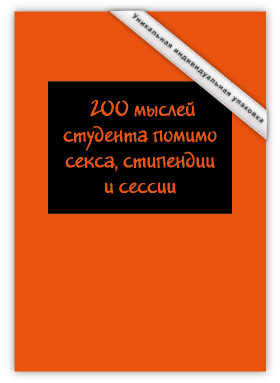 Уникальная индивидуальная упаковка
200 мыслей
студента помимо
секса, стипендии
и сессии